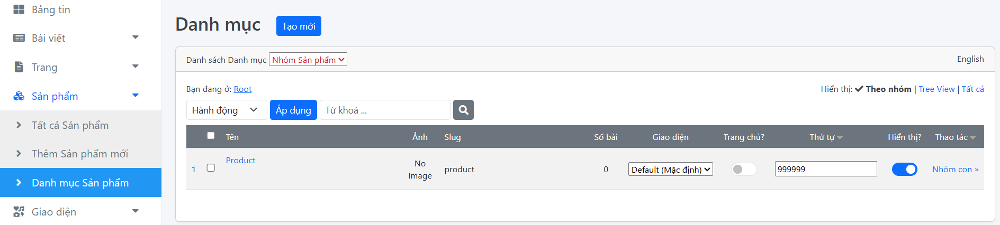 Bảng tin
Bài viết
Trang
Sản phẩm
Tất cả Sản phẩm
Thêm Sản phẩm mới
Danh mục Sản phẩm
Giao diện
Danh mục Tạo mới
Danh sách Danh mục Nhóm Sản phẩm English
Bạn đang ở: Root Hiển thị: Theo nhóm | Tree View | Tất cả
Hành động Áp dụng Từ khoá ...
Tên Ảnh Slug Số bài Giao diện Trang chủ? Thứ tự Hiển thị? Thao tác
1 Product No Image product 0 Default (Mặc định) 999999 Nhóm con »